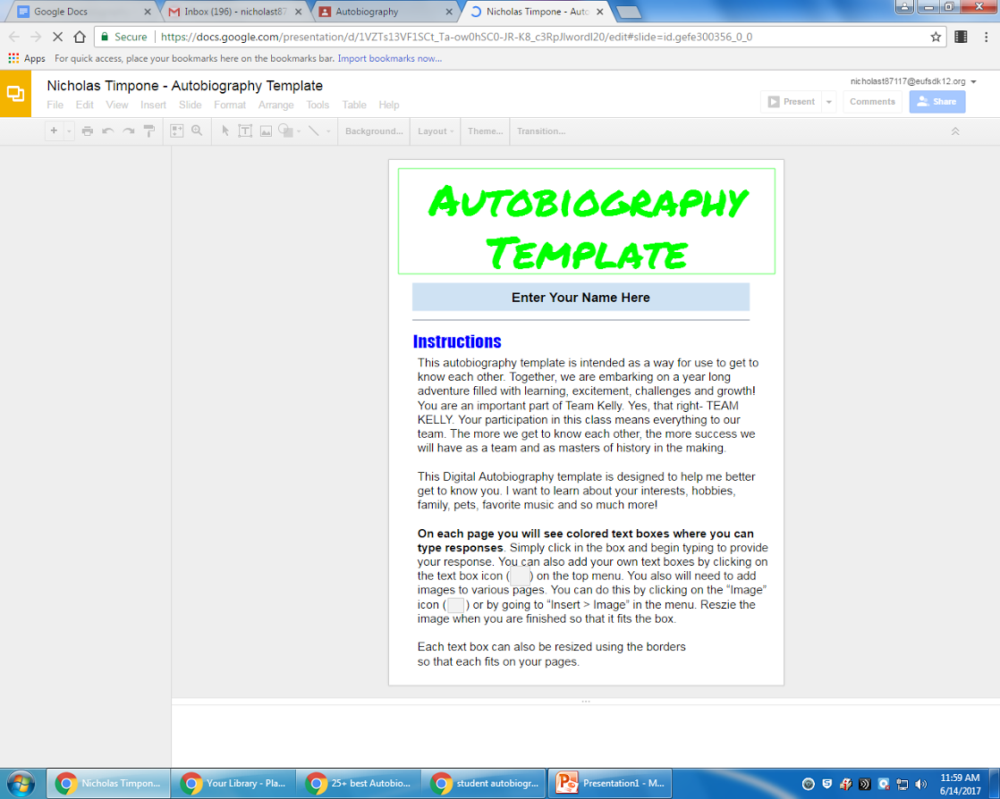 Google Docs
Inbox (196) - nicholast87
Autobiography
Nicholas Timpone - Auto
Secure
https://docs.google.com/presentation/d/1VZTs13VF1SCt_Ta-ow0hSC0-JR-K8_c3RpJlwordI20/edit#slide=id.gefe300356_0_0
Apps For quick access, place your bookmarks here on the bookmarks bar. Import bookmarks now...
Nicholas Timpone - Autobiography Template
nicholast87117@eufsdk12.org
File Edit View Insert Slide Format Arrange Tools Table Help
Present Comments Share
Background... Layout Theme... Transition...
AUTOBIOGRAPHY
TEMPLATE
Enter Your Name Here
Instructions
This autobiography template is intended as a way for use to get to
know each other. Together, we are embarking on a year long
adventure filled with learning, excitement, challenges and growth!
You are an important part of Team Kelly. Yes, that right- TEAM
KELLY. Your participation in this class means everything to our
team. The more we get to know each other, the more success we
will have as a team and as masters of history in the making.
This Digital Autobiography template is designed to help me better
get to know you. I want to learn about your interests, hobbies,
family, pets, favorite music and so much more!
On each page you will see colored text boxes where you can
type responses. Simply click in the box and begin typing to provide
your response. You can also add your own text boxes by clicking on
the text box icon ( ) on the top menu. You also will need to add
images to various pages. You can do this by clicking on the “Image”
icon ( ) or by going to “Insert > Image” in the menu. Reszie the
image when you are finished so that it fits the box.
Each text box can also be resized using the borders
so that each fits on your pages.
Nicholas Timpon...
Your Library - Pla...
25+ best Autobio...
student autobiogr...
Presentation1 - M...
11:59 AM
6/14/2017